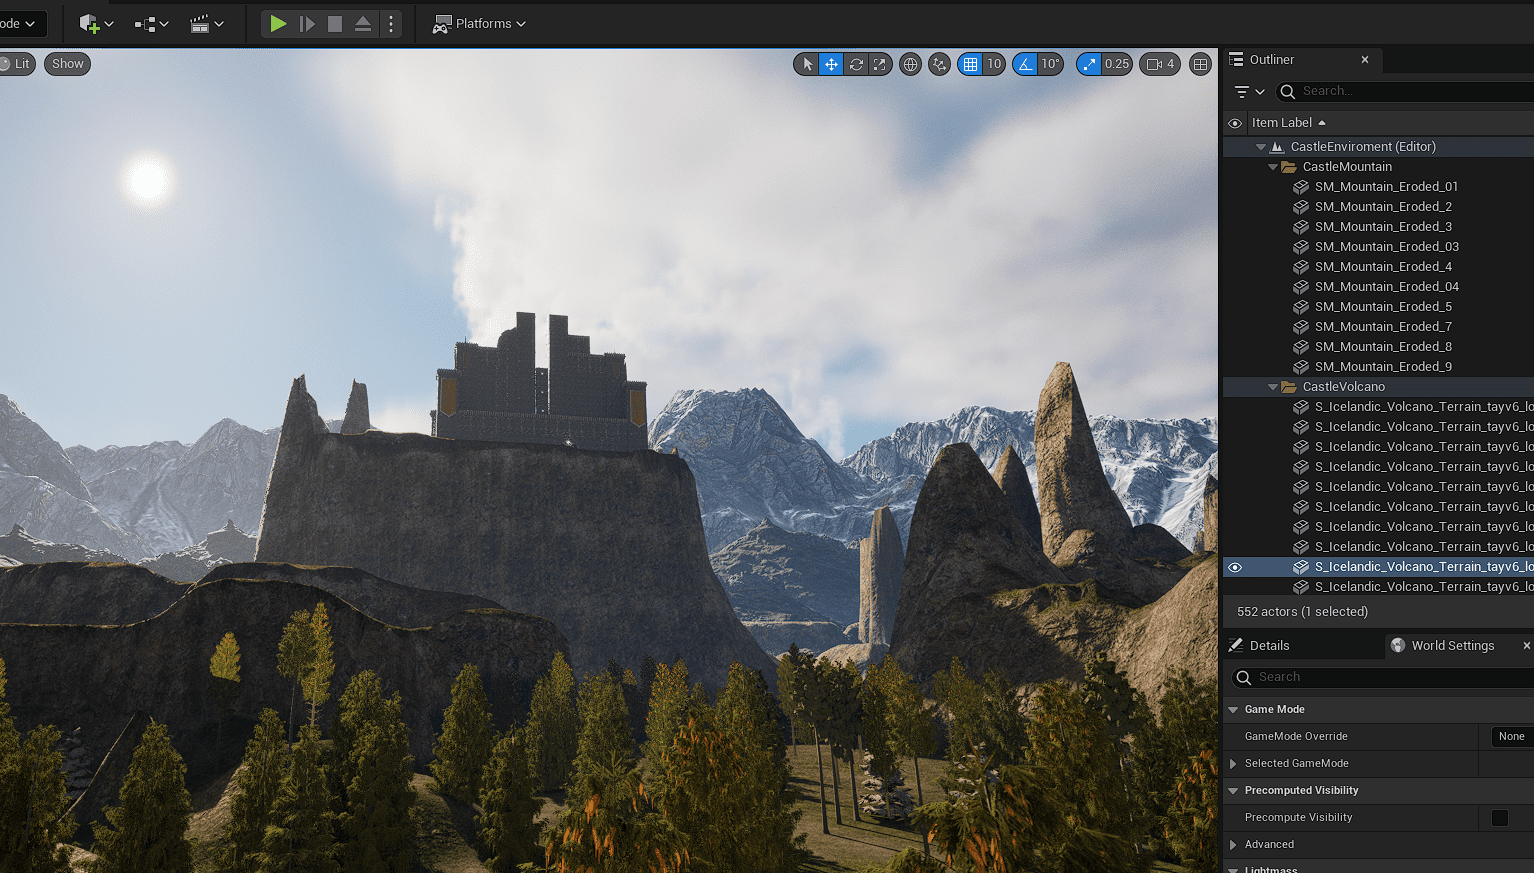 ode
Platforms
Lit
Show
10
10°
0.25
4
Outliner
Search...
Item Label
CastleEnviroment (Editor)
CastleMountain
SM_Mountain_Eroded_01
SM_Mountain_Eroded_2
SM_Mountain_Eroded_3
SM_Mountain_Eroded_03
SM_Mountain_Eroded_4
SM_Mountain_Eroded_04
SM_Mountain_Eroded_5
SM_Mountain_Eroded_7
SM_Mountain_Eroded_8
SM_Mountain_Eroded_9
CastleVolcano
S_Icelandic_Volcano_Terrain_tayv6_lo
S_Icelandic_Volcano_Terrain_tayv6_lo
S_Icelandic_Volcano_Terrain_tayv6_lo
S_Icelandic_Volcano_Terrain_tayv6_lo
S_Icelandic_Volcano_Terrain_tayv6_lo
S_Icelandic_Volcano_Terrain_tayv6_lo
S_Icelandic_Volcano_Terrain_tayv6_lo
S_Icelandic_Volcano_Terrain_tayv6_lo
S_Icelandic_Volcano_Terrain_tayv6_lo
S_Icelandic_Volcano_Terrain_tayv6_lo
552 actors (1 selected)
Details
World Settings
Search
Game Mode
GameMode Override
None
Selected GameMode
Precomputed Visibility
Precompute Visibility
Advanced
Lightmass